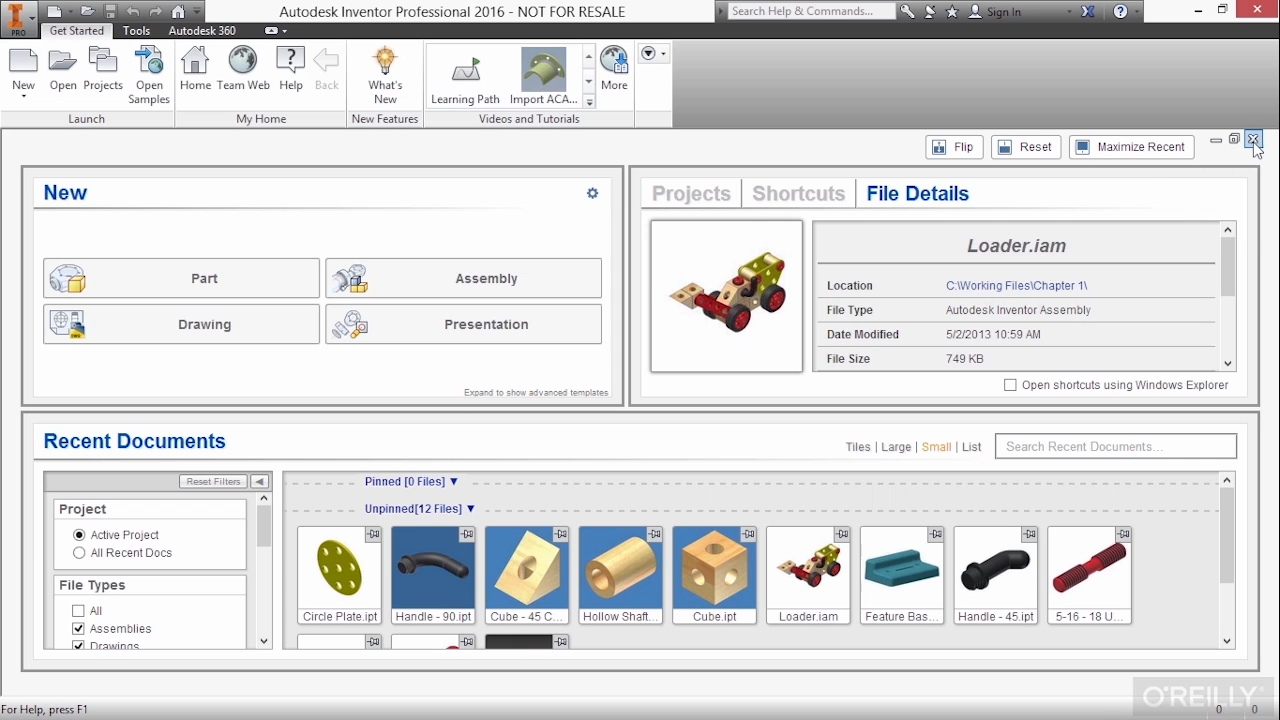 Autodesk Inventor Professional 2016 - NOT FOR RESALE
Search Help & Commands...
Sign In
PRO
Get Started
Tools
Autodesk 360
New
Open
Projects
Open Samples
Home
Team Web
Help
Back
What's New
Learning Path
Import ACA...
More
Launch
My Home
New Features
Videos and Tutorials
Flip
Reset
Maximize Recent
New
Part
Assembly
Drawing
Presentation
Expand to show advanced templates
Projects
Shortcuts
File Details
Loader.iam
Location C:\Working Files\Chapter 1\
File Type Autodesk Inventor Assembly
Date Modified 5/2/2013 10:59 AM
File Size 749 KB
Open shortcuts using Windows Explorer
Recent Documents
Tiles | Large | Small | List
Search Recent Documents...
Reset Filters
Project
Active Project
All Recent Docs
File Types
All
Assemblies
Drawings
Pinned [0 Files]
Unpinned[12 Files]
Circle Plate.ipt
Handle - 90.ipt
Cube - 45 C...
Hollow Shaft...
Cube.ipt
Loader.iam
Feature Bas...
Handle - 45.ipt
5-16 - 18 U...
For Help, press F1
O'REILLY
0 0